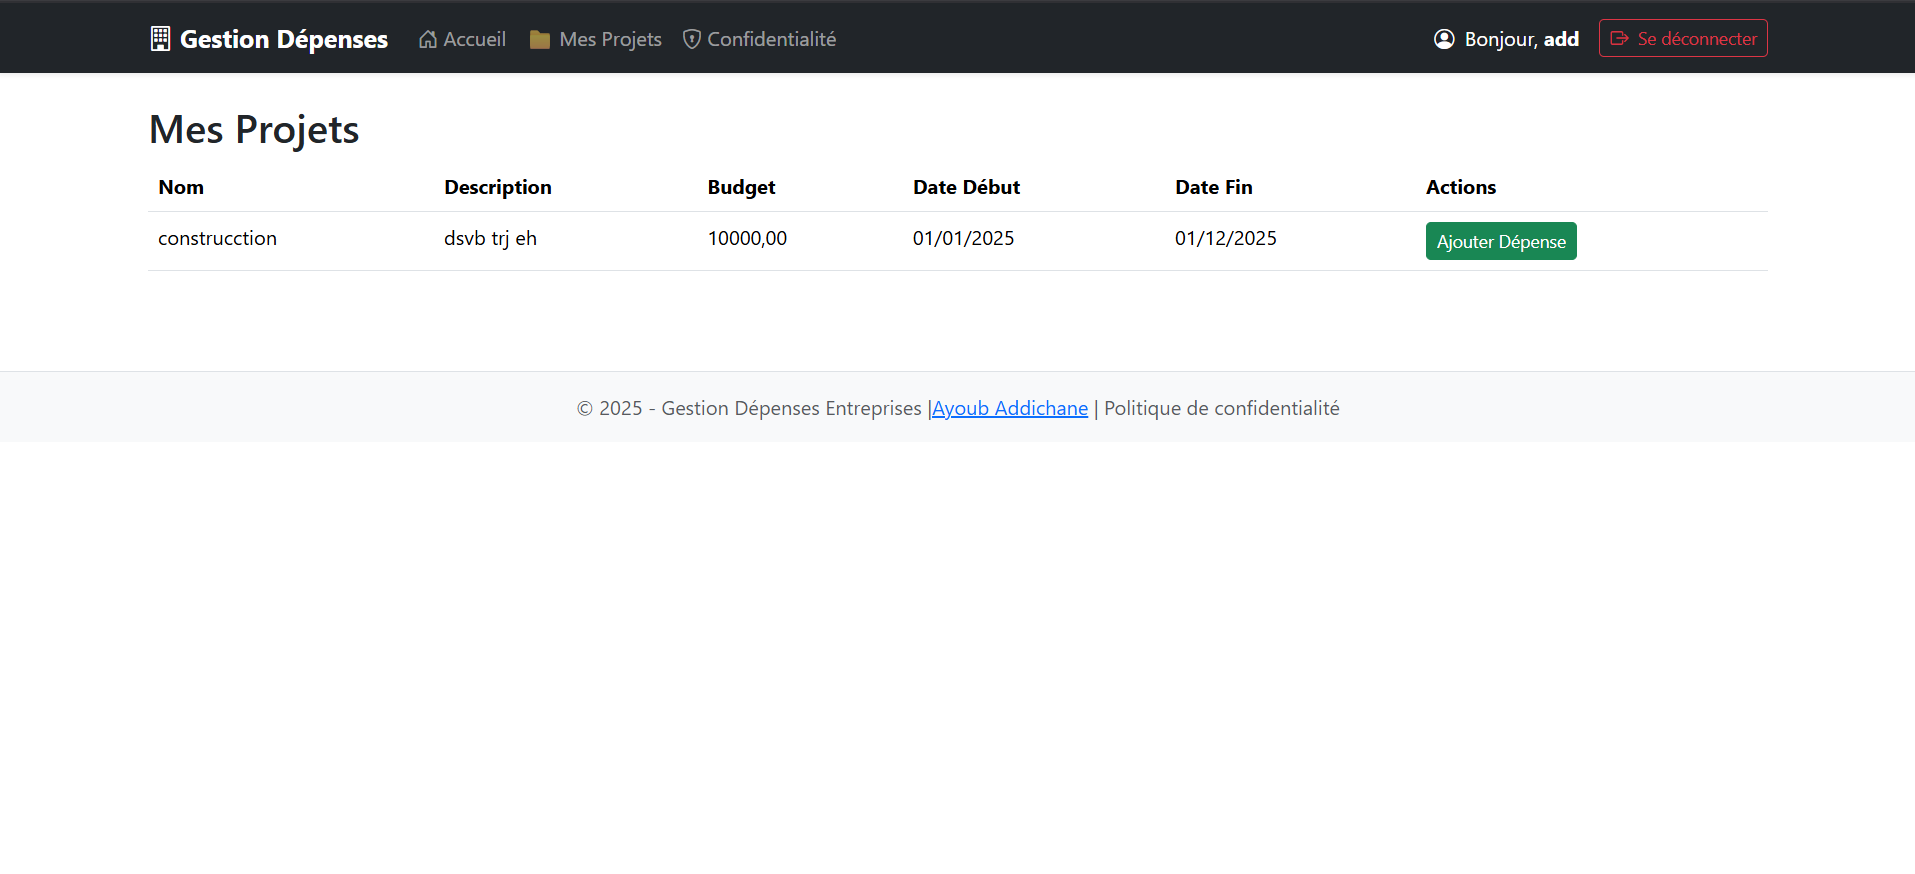 Gestion Dépenses Accueil Mes Projets Confidentialité Bonjour, add Se déconnecter
Mes Projets
Nom Description Budget Date Début Date Fin Actions
construcction dsvb trj eh 10000,00 01/01/2025 01/12/2025 Ajouter Dépense
© 2025 - Gestion Dépenses Entreprises |Ayoub Addichane | Politique de confidentialité